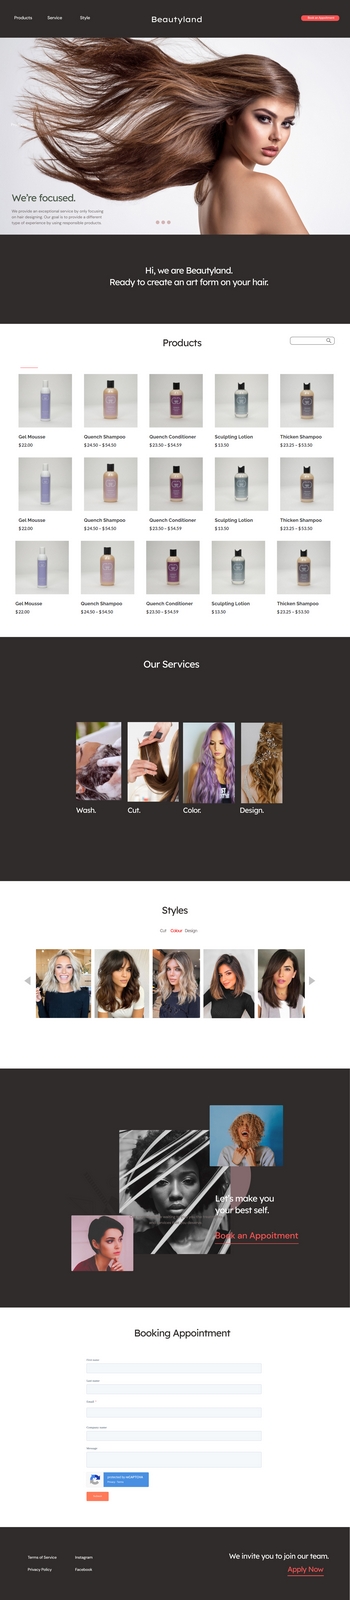 Products Service Style Beautyland Book an Appointment
We're focused.
We provide an exceptional service by only focusing
on hair designing. Our goal is to provide a different
type of experience by using responsible products.
Hi, we are Beautyland.
Ready to create an art form on your hair.
Products
Gel Mousse Quench Shampoo Quench Conditioner Sculpting Lotion Thicken Shampoo
$22.00 $24.50 - $54.50 $23.50 - $54.59 $13.50 $23.25 - $53.50
Gel Mousse Quench Shampoo Quench Conditioner Sculpting Lotion Thicken Shampoo
$22.00 $24.50 - $54.50 $23.50 - $54.59 $13.50 $23.25 - $53.50
Gel Mousse Quench Shampoo Quench Conditioner Sculpting Lotion Thicken Shampoo
$22.00 $24.50 - $54.50 $23.50 - $54.59 $13.50 $23.25 - $53.50
Our Services
Wash. Cut. Color. Design.
Styles
Cut Colour Design
Let's make you
your best self.
Book an Appoitment
Booking Appointment
First name
Last name
Email *
Message
protected by reCAPTCHA
We invite you to join our team.
Terms of Service Instagram
Privacy Policy Facebook
Apply Now